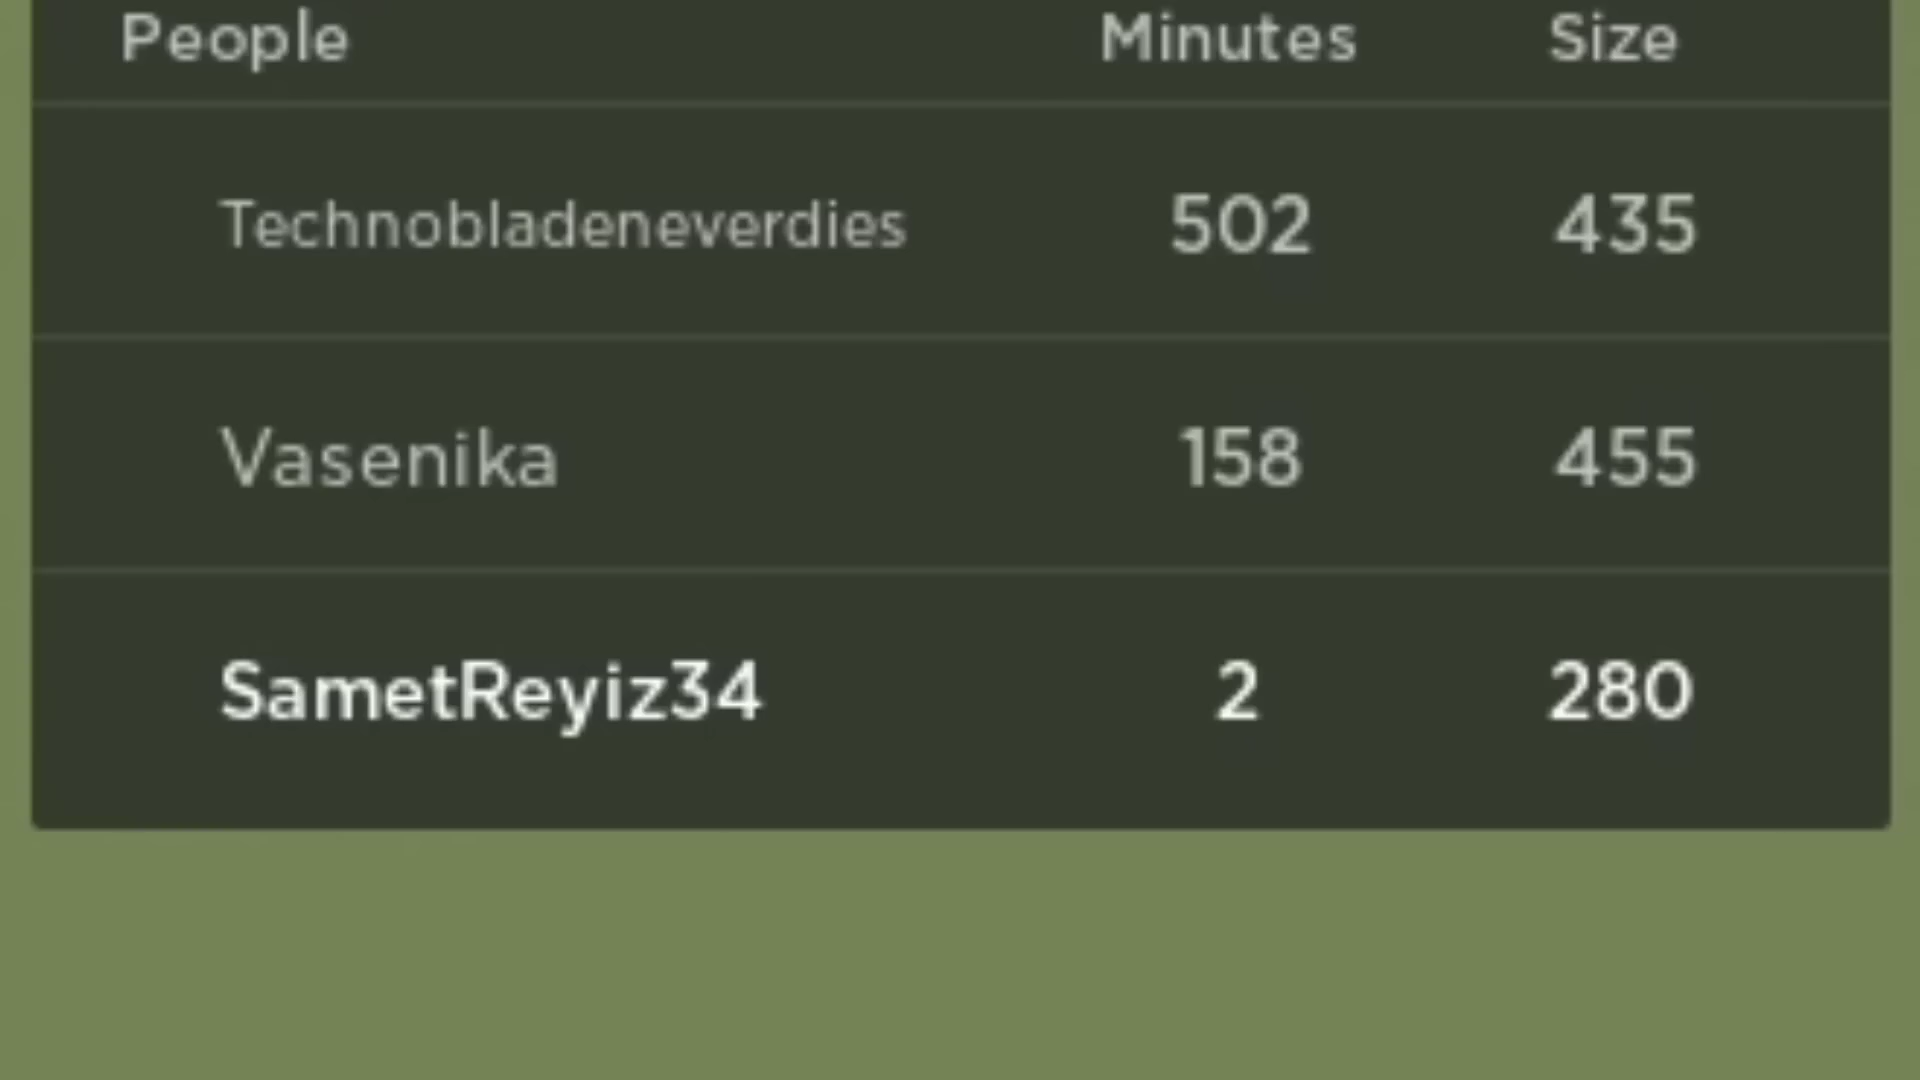 People Minutes Size
Technobladeneverdies 502 435
Vasenika 158 455
SametReyiz34 2 280